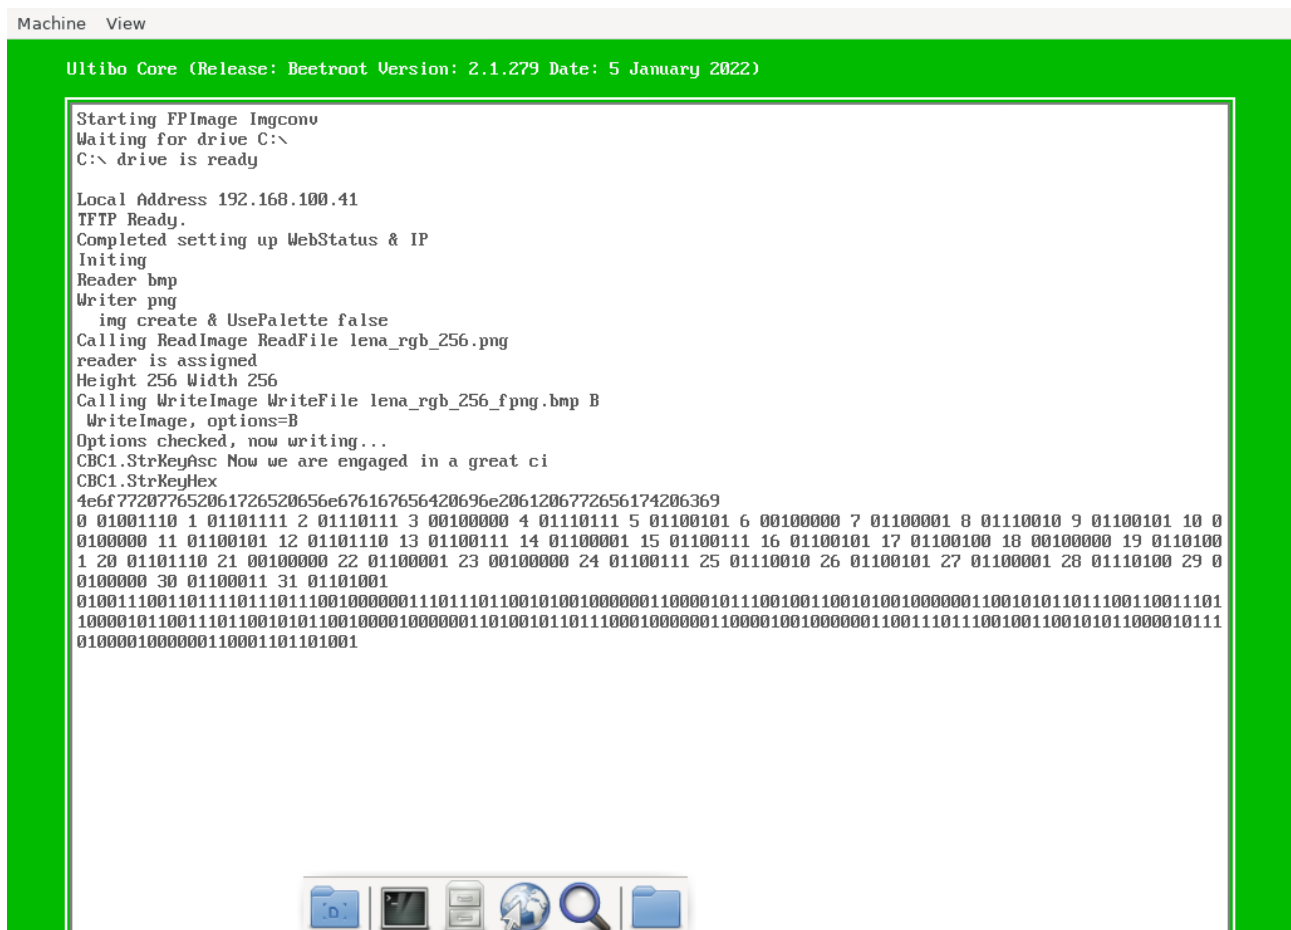 Machine View
Ultibo Core (Release: Beetroot Version: 2.1.279 Date: 5 January 2022)
Starting FPImage Imgconv
Waiting for drive C:\
C:\ drive is ready
Local Address 192.168.100.41
TFTP Ready.
Completed setting up WebStatus & IP
Initing
Reader bmp
Writer png
img create & UsePalette false
Calling ReadImage ReadFile lena_rgb_256.png
reader is assigned
Height 256 Width 256
Calling WriteImage WriteFile lena_rgb_256_fpng.bmp B
WriteImage, options=B
Options checked, now writing...
CBC1.StrKeyAsc Now we are engaged in a great ci
CBC1.StrKeyHex
4e6f772077652061726520656e676167656420696e2061206772656174206369
0 01001110 1 01101111 2 01110111 3 00100000 4 01110111 5 01100101 6 00100000 7 01100001 8 01110010 9 01100101 10 0
0100000 11 01100101 12 01101110 13 01100111 14 01100001 15 01100111 16 01100101 17 01100100 18 00100000 19 0110100
1 20 01101110 21 00100000 22 01100001 23 00100000 24 01100111 25 01110010 26 01100101 27 01100001 28 01110100 29 0
0100000 30 01100011 31 01101001
010011100110111101110111001000000111011101100101001000000110000101110010011001010010000001100101011011100110011101
100001011001110110010101100100001000000110100101101110001000000110000100100000011001110111001001100101011000010111
0100001000000110001101101001